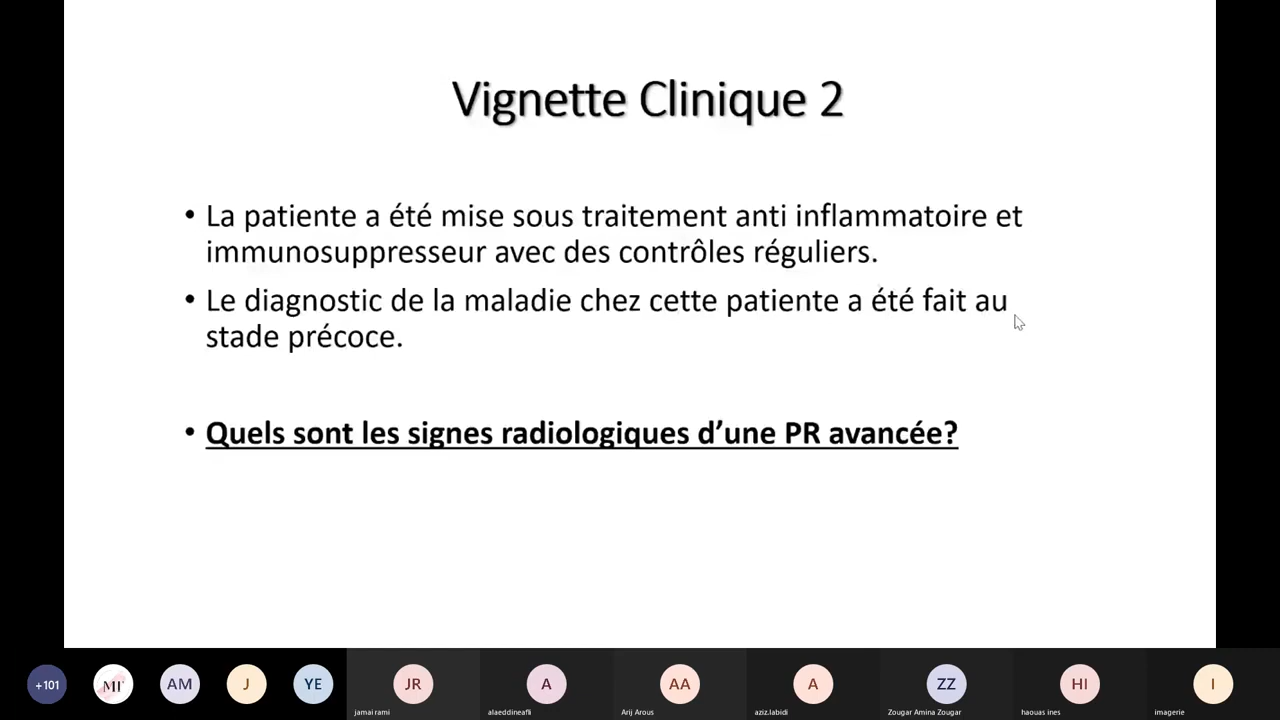 Vignette Clinique 2
• La patiente a été mise sous traitement anti inflammatoire et
immunosuppresseur avec des contrôles réguliers.
• Le diagnostic de la maladie chez cette patiente a été fait au
stade précoce.
• Quels sont les signes radiologiques d’une PR avancée?
+101
AM
J
YE
JR
A
AA
A
ZZ
HI
I
jamai rami
alaeddineafli
Arij Arous
aziz.labidi
Zougar Amina Zougar
haouas ines
imagerie